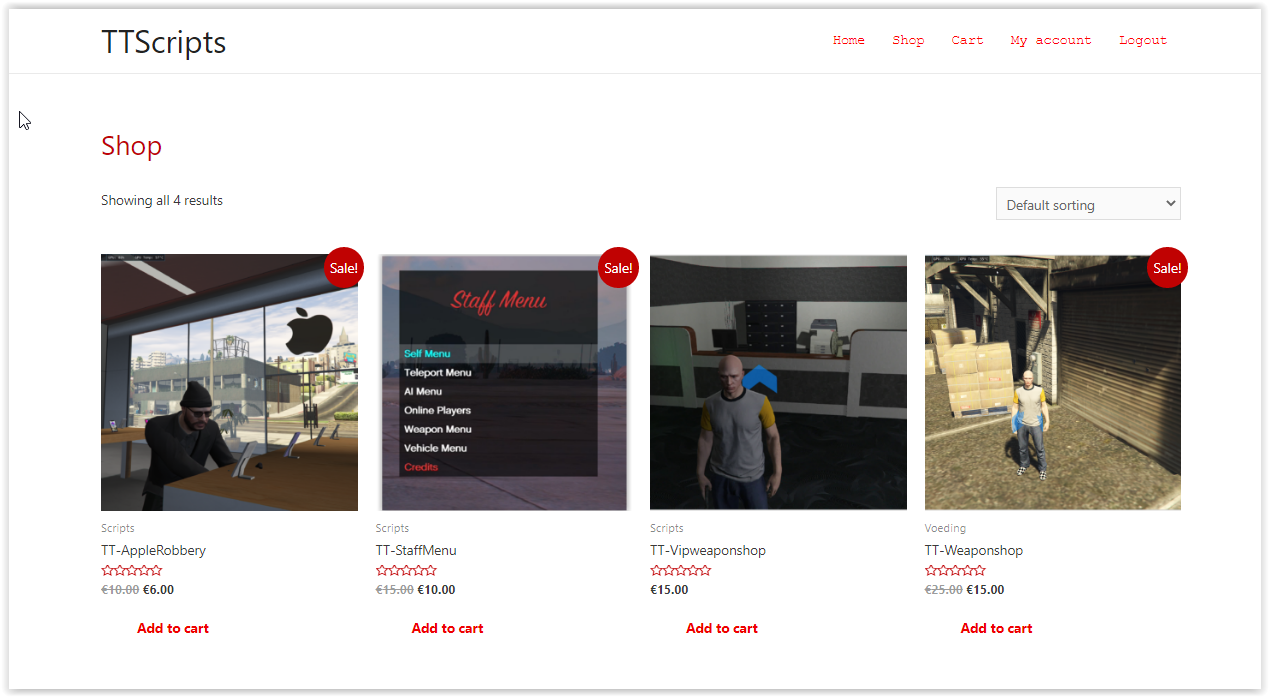 TTScripts
Home Shop Cart My account Logout
Shop
Showing all 4 results
Default sorting
Sale!
Sale!
Sale!
Staff Menu
Self Menu
Teleport Menu
AI Menu
Online Players
Weapon Menu
Vehicle Menu
Credits
Scripts
TT-AppleRobbery
€10.00 €6.00
Add to cart
Scripts
TT-StaffMenu
€15.00 €10.00
Add to cart
Scripts
TT-Vipweaponshop
€15.00
Add to cart
Voeding
TT-Weaponshop
€25.00 €15.00
Add to cart